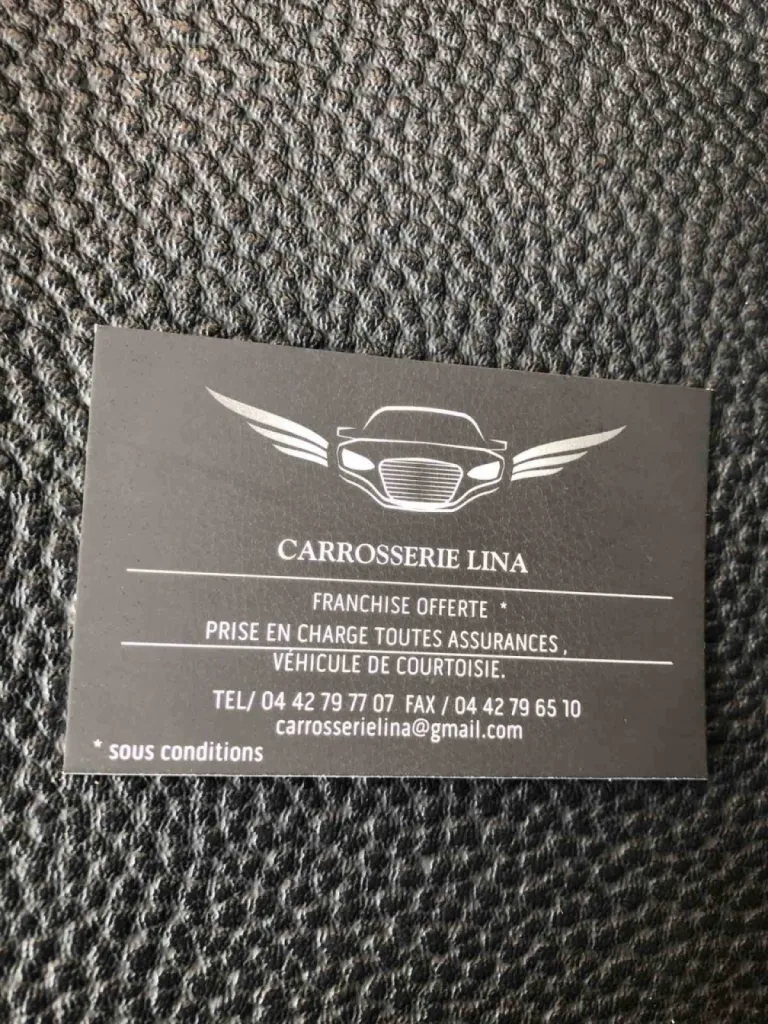 CARROSSERIE LINA
FRANCHISE OFFERTE *
PRISE EN CHARGE TOUTES ASSURANCES ,
VÉHICULE DE COURTOISIE.
TEL/ 04 42 79 77 07 FAX / 04 42 79 65 10
carrosserielina@gmail.com
* sous conditions